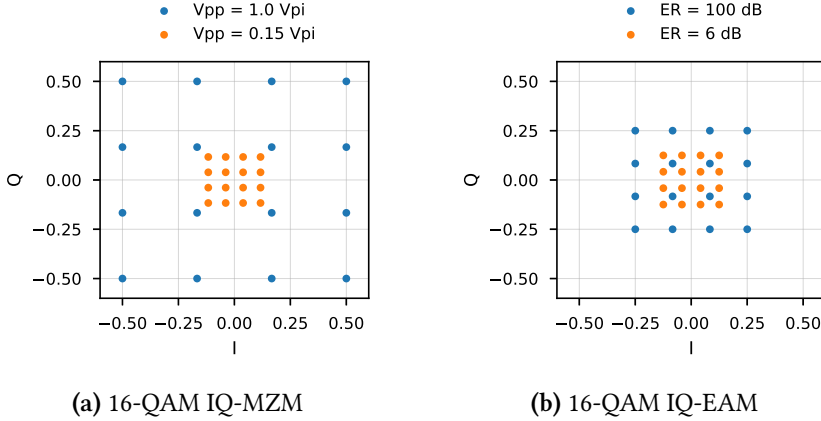 Vpp = 1.0 Vpi
Vpp = 0.15 Vpi
0.50
0.25
0.00
−0.25
−0.50
Q
−0.50 −0.25 0.00 0.25 0.50
I
(a) 16-QAM IQ-MZM
ER = 100 dB
ER = 6 dB
0.50
0.25
0.00
−0.25
−0.50
Q
−0.50 −0.25 0.00 0.25 0.50
I
(b) 16-QAM IQ-EAM